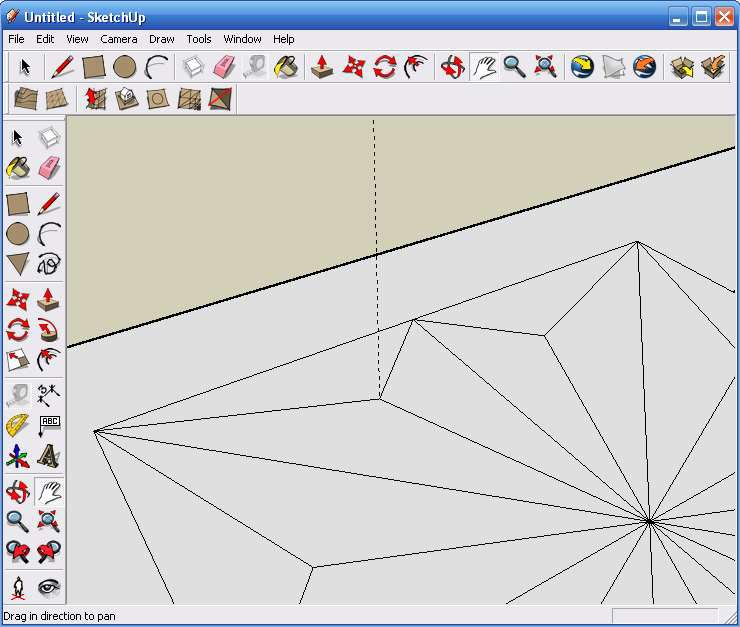 Untitled - SketchUp
File Edit View Camera Draw Tools Window Help
ABC
A
Drag in direction to pan